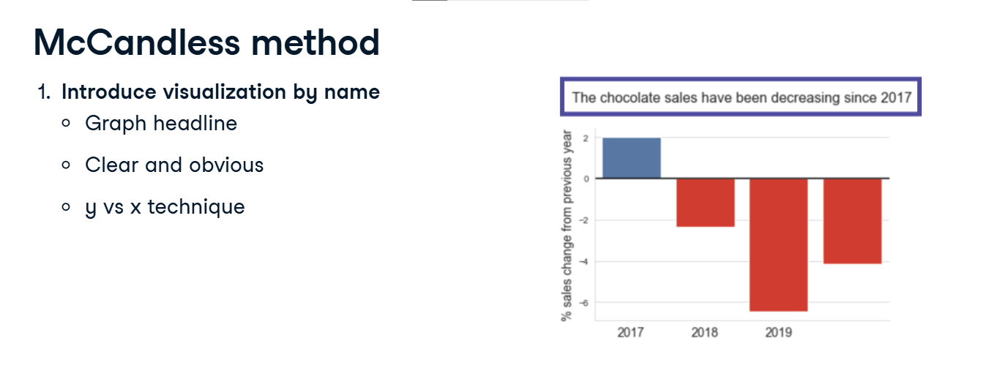 McCandless method
1. Introduce visualization by name
Graph headline
Clear and obvious
y vs x technique
The chocolate sales have been decreasing since 2017
% sales change from previous year
2
0
−2
−4
−6
2017 2018 2019